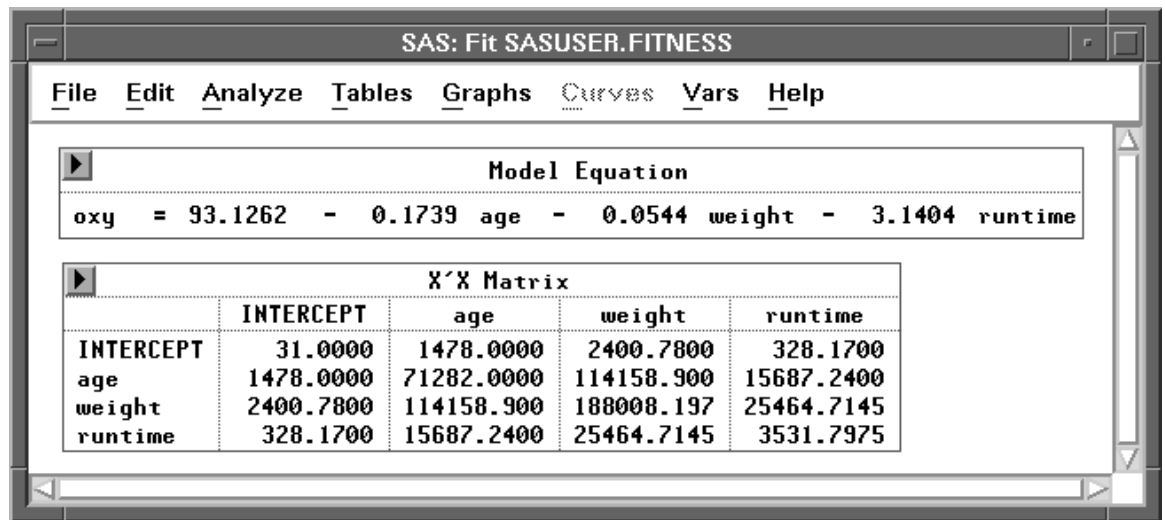 SAS: Fit SASUSER.FITNESS
File Edit Analyze Tables Graphs Curves Vars Help
Model Equation
oxy = 93.1262 - 0.1739 age - 0.0544 weight - 3.1404 runtime
X´X Matrix
INTERCEPT age weight runtime
INTERCEPT 31.0000 1478.0000 2400.7800 328.1700
age 1478.0000 71282.0000 114158.900 15687.2400
weight 2400.7800 114158.900 188008.197 25464.7145
runtime 328.1700 15687.2400 25464.7145 3531.7975